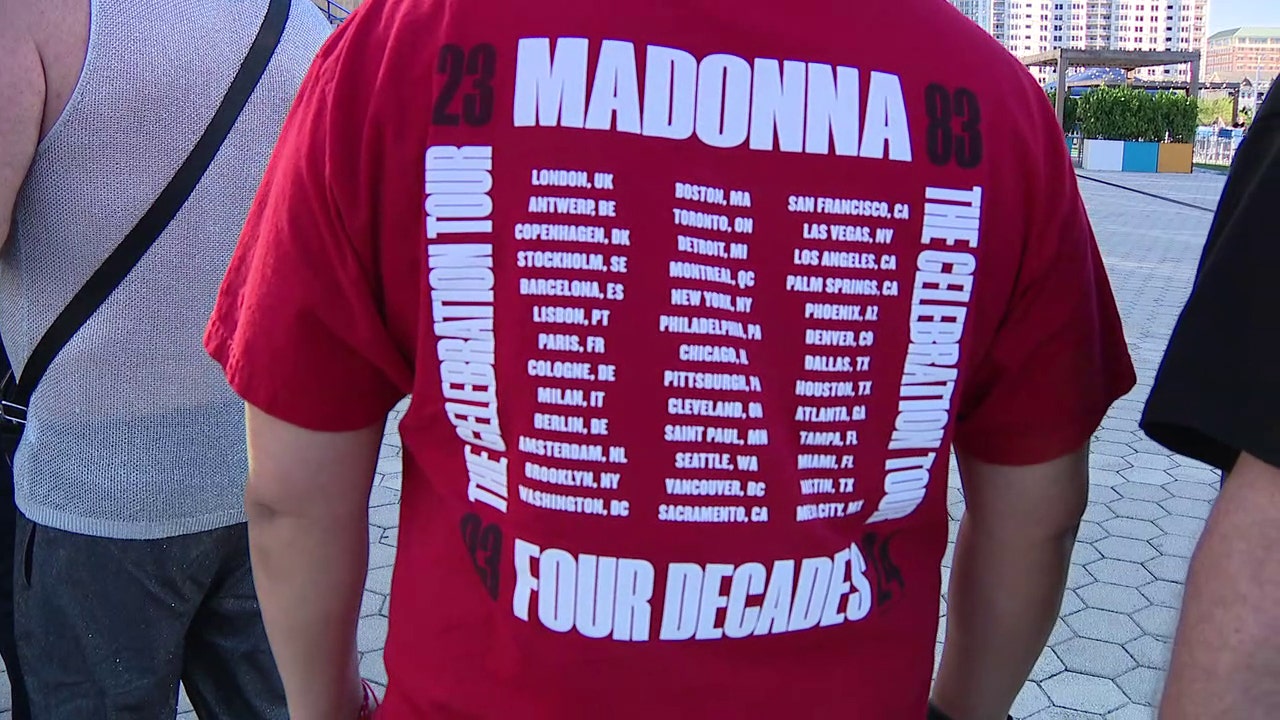 23 MADONNA 83
THE CELEBRATION TOUR
LONDON, UK
ANTWERP, BE
COPENHAGEN, DK
STOCKHOLM, SE
BARCELONA, ES
LISBON, PT
PARIS, FR
COLOGNE, DE
MILAN, IT
BERLIN, DE
AMSTERDAM, NL
BROOKLYN, NY
WASHINGTON, DC
BOSTON, MA
TORONTO, ON
DETROIT, MI
MONTREAL, QC
NEW YORK, NY
PHILADELPHIA, PA
CHICAGO, IL
PITTSBURGH, PA
CLEVELAND, OH
SAINT PAUL, MN
SEATTLE, WA
VANCOUVER, BC
SACRAMENTO, CA
SAN FRANCISCO, CA
LAS VEGAS, NV
LOS ANGELES, CA
PALM SPRINGS, CA
PHOENIX, AZ
DENVER, CO
DALLAS, TX
HOUSTON, TX
ATLANTA, GA
TAMPA, FL
MIAMI, FL
TX
CITY, MX
THE CELEBRATION TOUR
FOUR DECADES